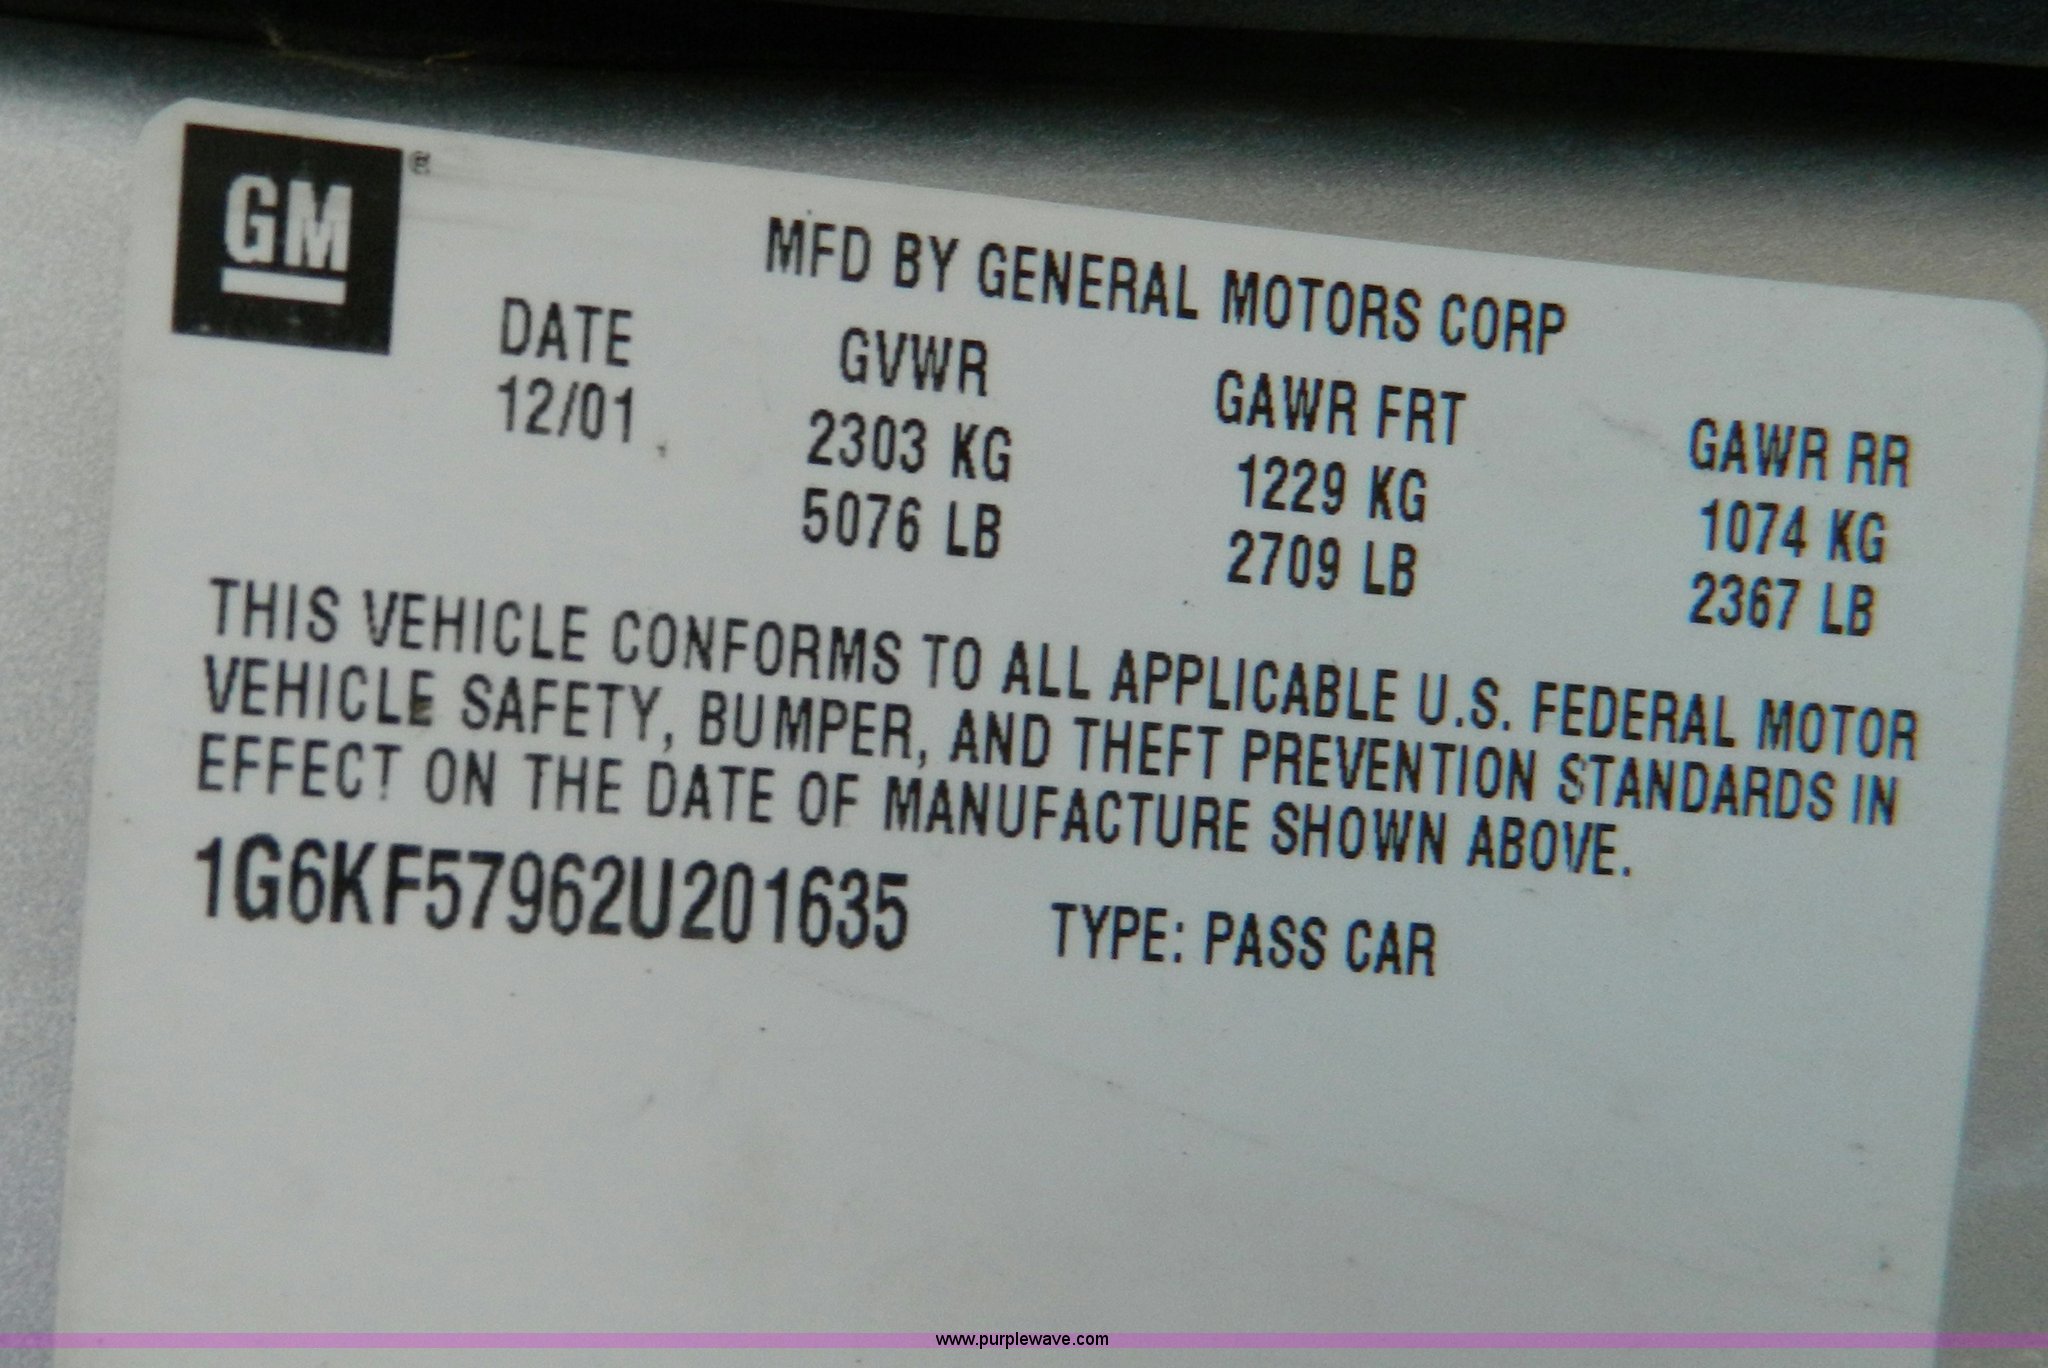 GM ®
MFD BY GENERAL MOTORS CORP
DATE GVWR GAWR FRT GAWR RR
12/01 2303 KG 1229 KG 1074 KG
5076 LB 2709 LB 2367 LB
THIS VEHICLE CONFORMS TO ALL APPLICABLE U.S. FEDERAL MOTOR
VEHICLE SAFETY, BUMPER, AND THEFT PREVENTION STANDARDS IN
EFFECT ON THE DATE OF MANUFACTURE SHOWN ABOVE.
1G6KF57962U201635 TYPE: PASS CAR
www.purplewave.com